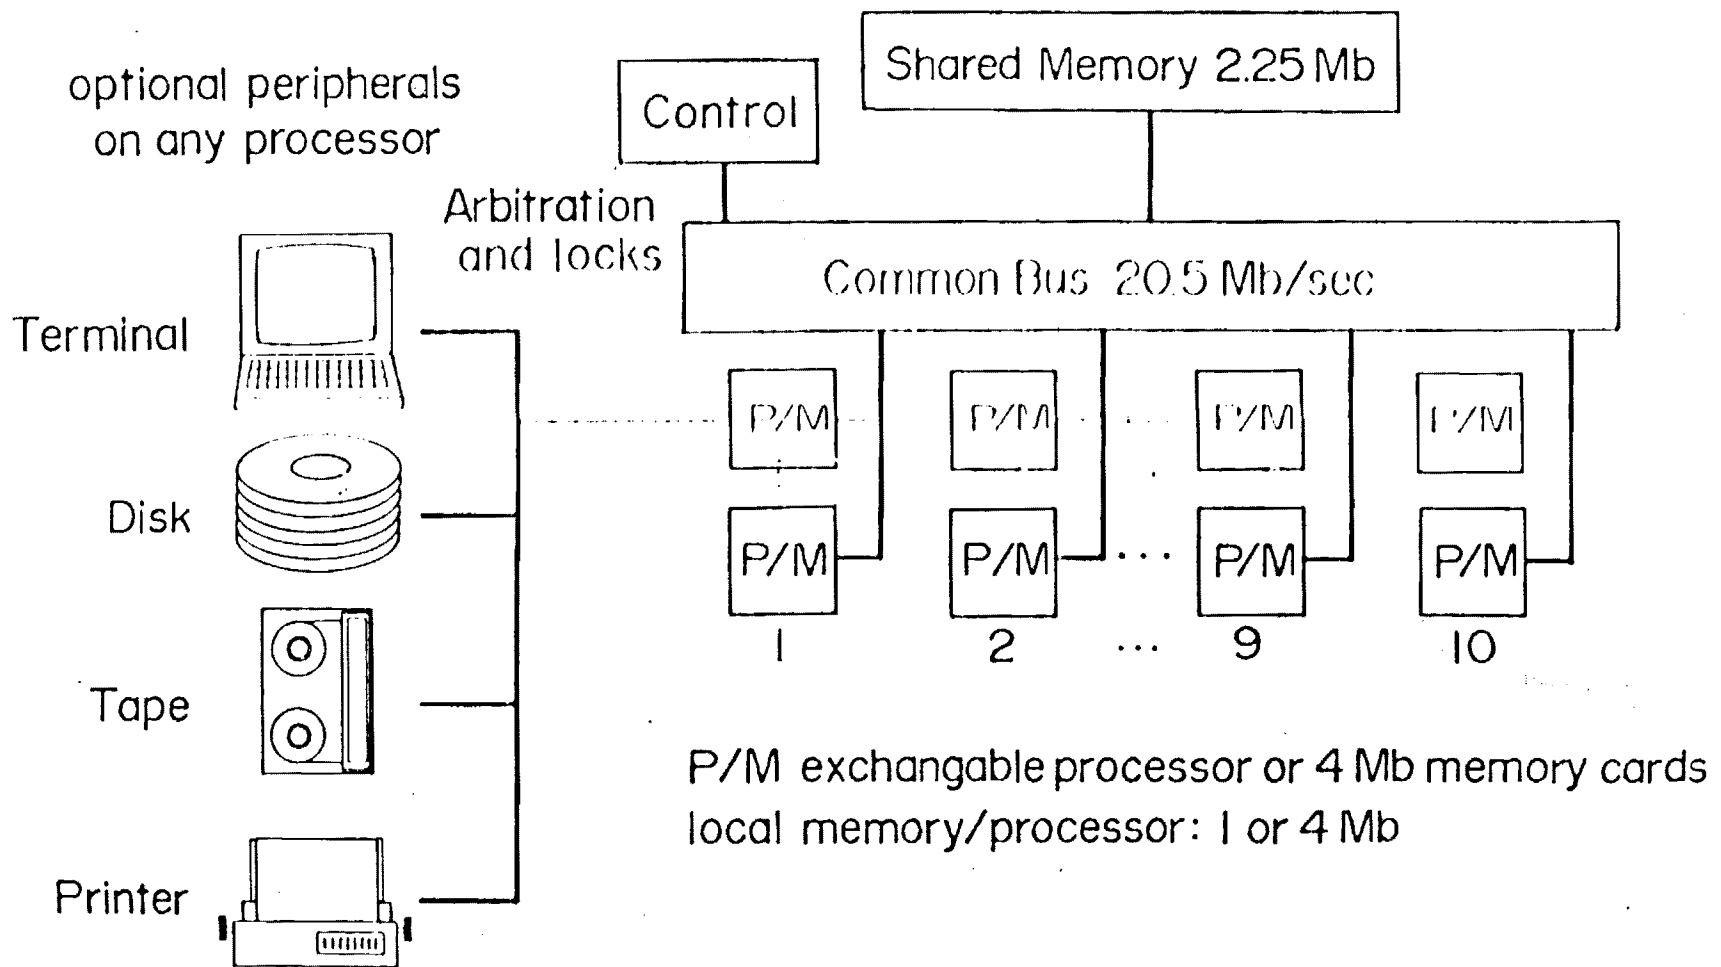 optional peripherals
on any processor
Control
Shared Memory 2.25 Mb
Arbitration
and locks
Common Bus 20.5 Mb/sec
Terminal
Disk
Tape
Printer
P/M P/M P/M P/M
P/M P/M ... P/M P/M
1 2 ... 9 10
P/M exchangable processor or 4 Mb memory cards
local memory/processor: 1 or 4 Mb